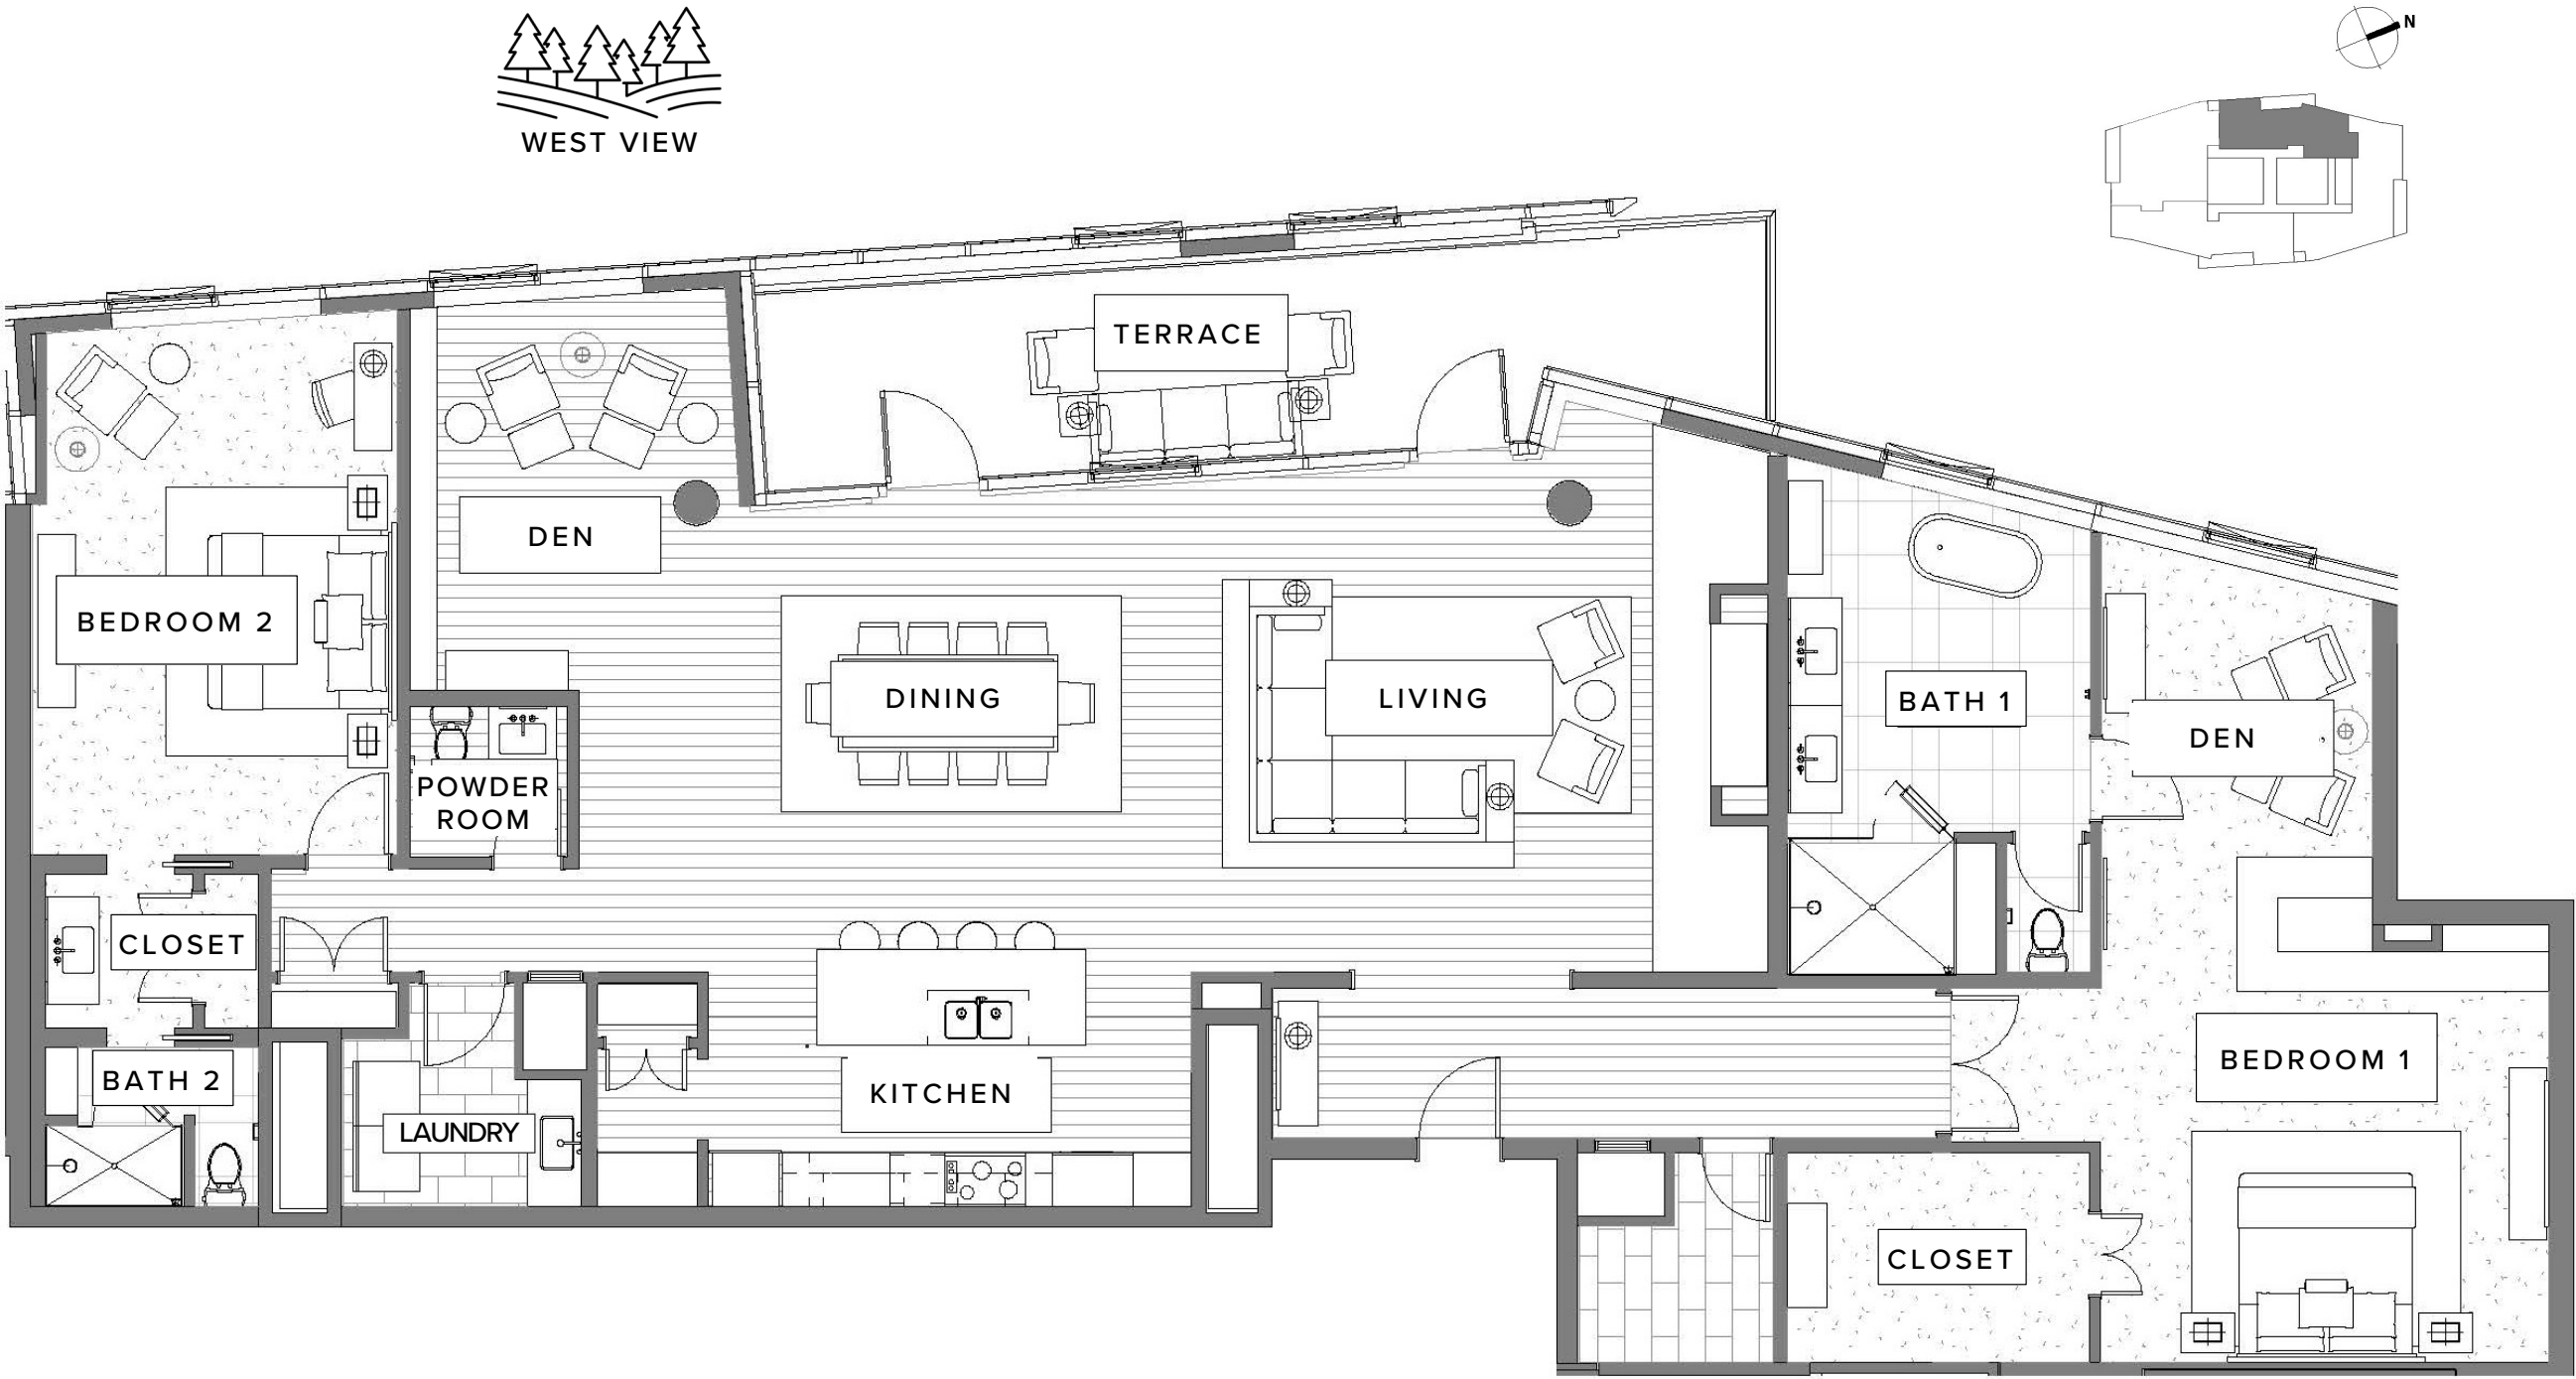 N
WEST VIEW
TERRACE
DEN
BEDROOM 2
DINING
LIVING
BATH 1
DEN
POWDER
ROOM
CLOSET
BATH 2
LAUNDRY
KITCHEN
BEDROOM 1
CLOSET